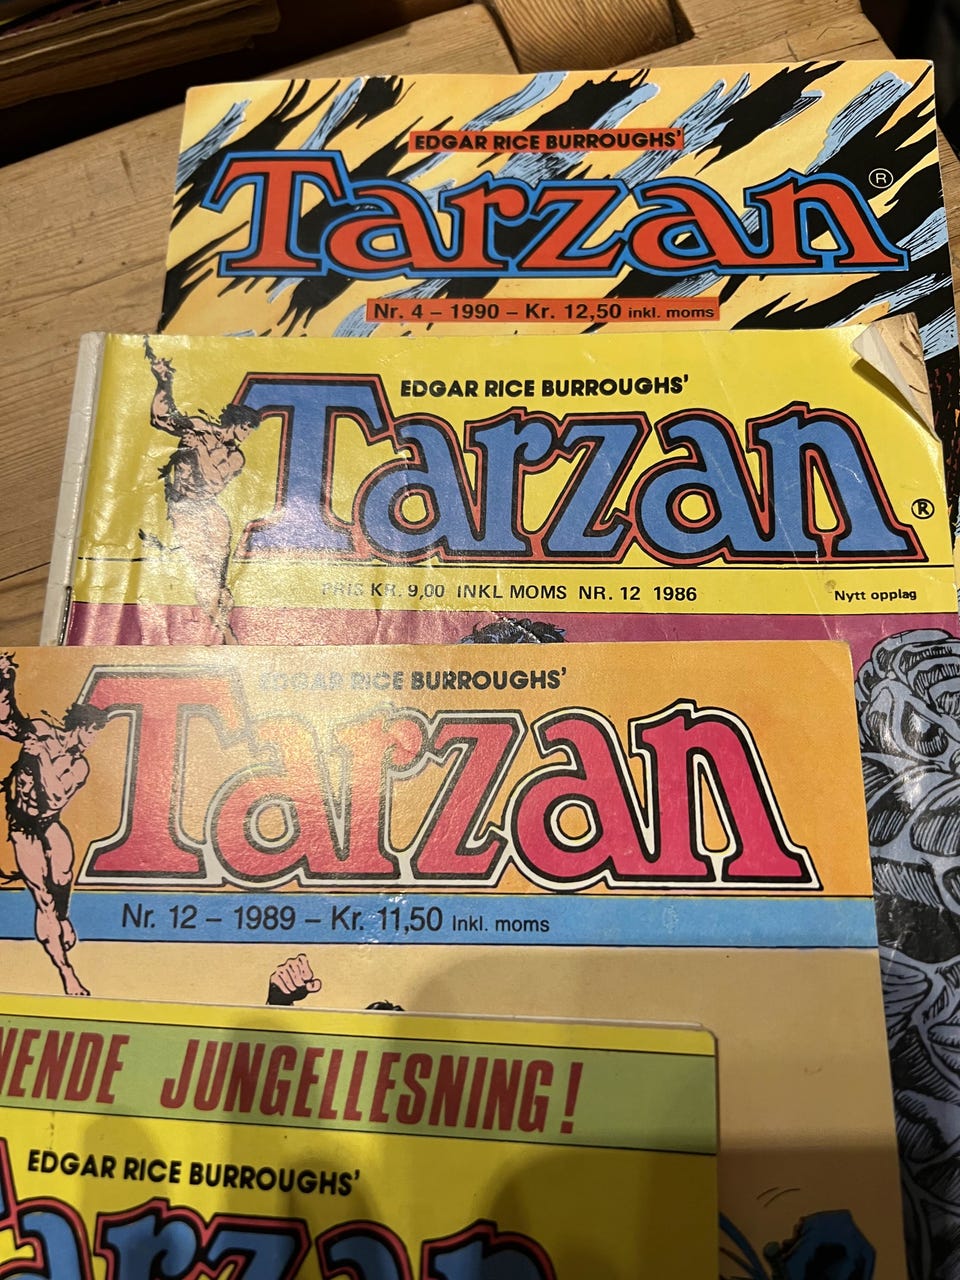 EDGAR RICE BURROUGHS'
Tarzan ®
Nr. 4 – 1990 – Kr. 12,50 inkl. moms
EDGAR RICE BURROUGHS'
Tarzan ®
PRIS KR. 9,00 INKL MOMS NR. 12 1986
Nytt opplag
EDGAR RICE BURROUGHS'
Tarzan
Nr. 12 – 1989 – Kr. 11,50 Inkl. moms
NENDE JUNGELLESNING!
EDGAR RICE BURROUGHS'
Tarzan